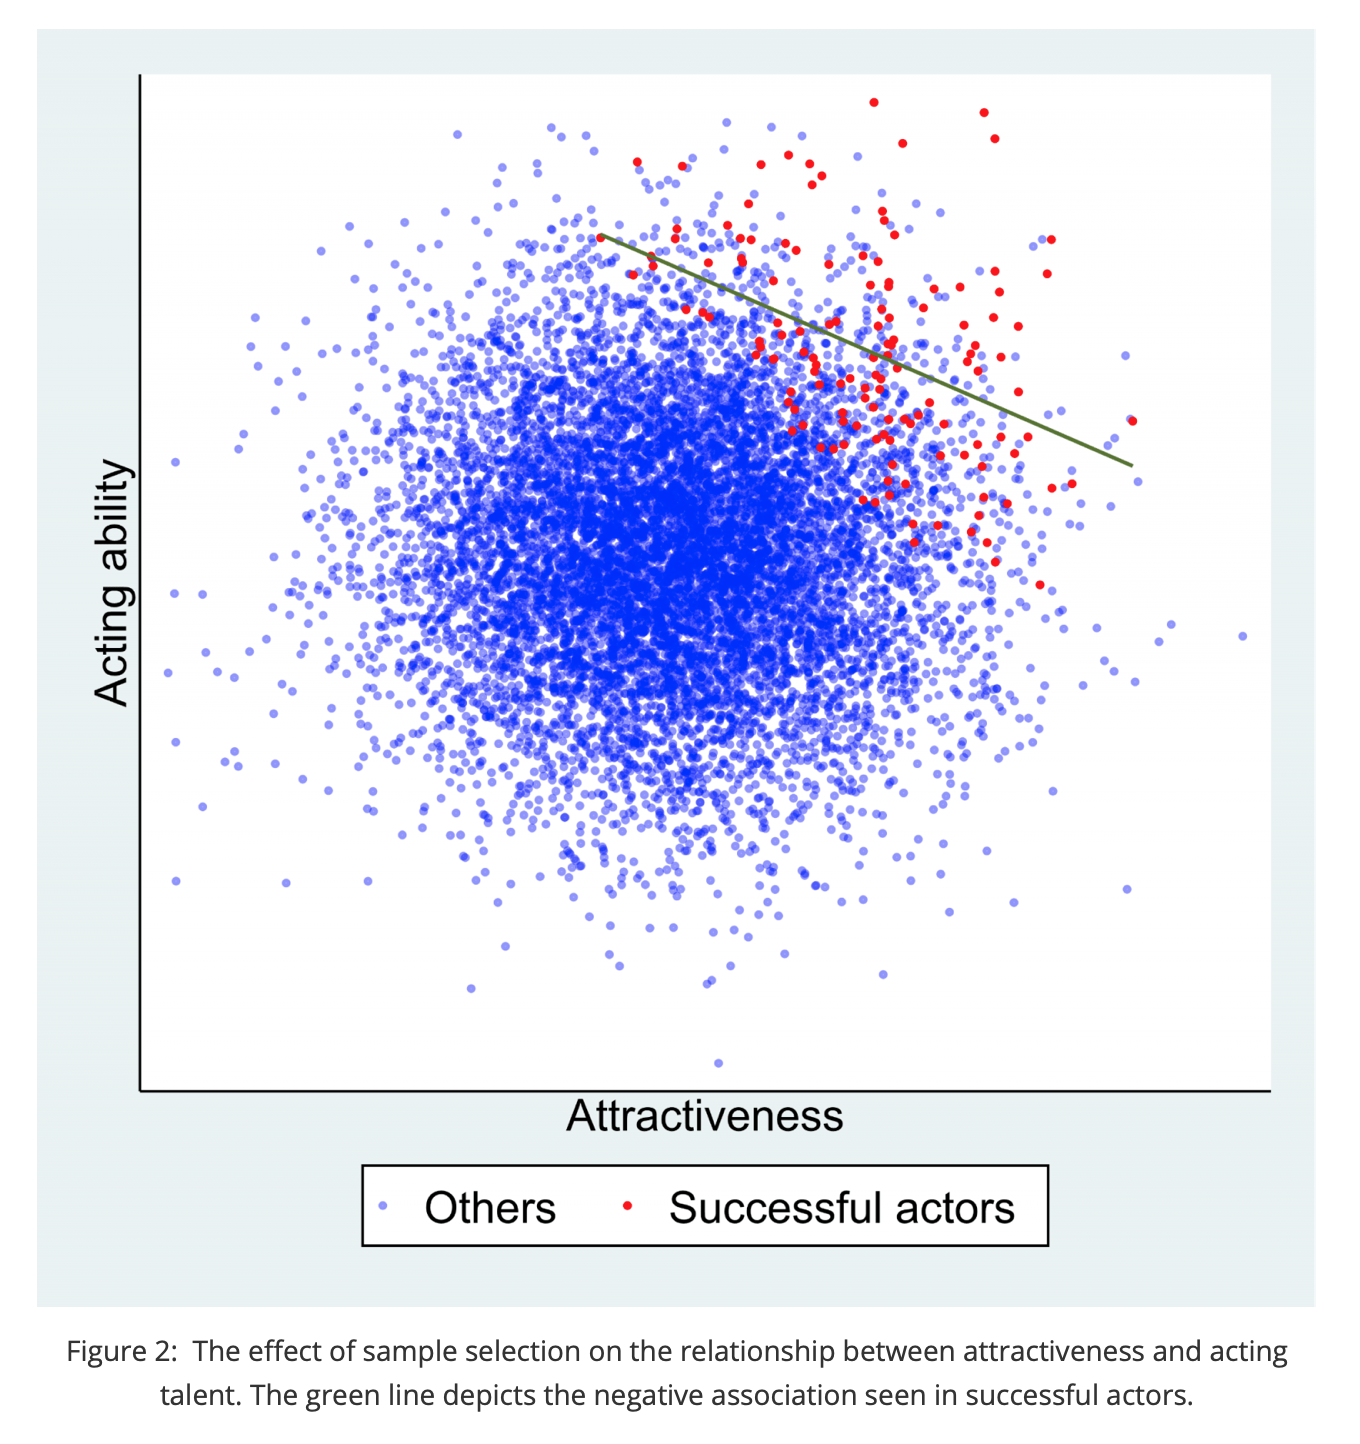 Acting ability
Attractiveness
Others
Successful actors
Figure 2:  The effect of sample selection on the relationship between attractiveness and acting
talent. The green line depicts the negative association seen in successful actors.